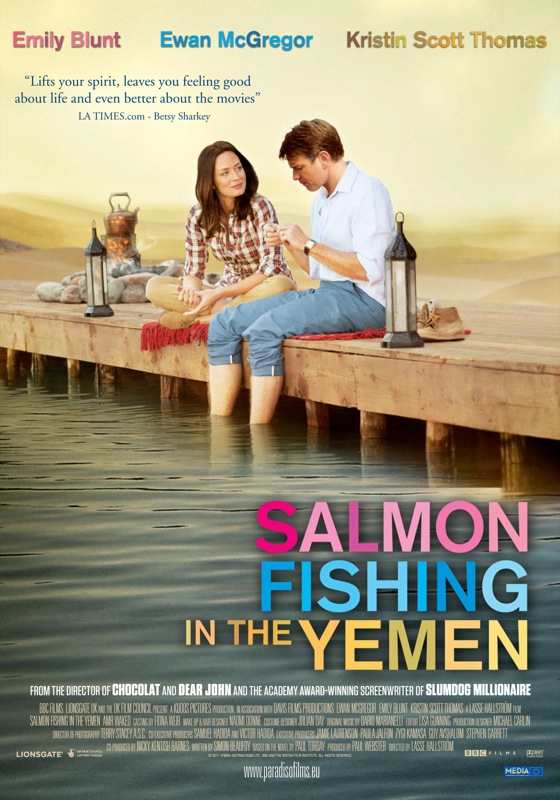 Emily Blunt Ewan McGregor Kristin Scott Thomas
“Lifts your spirit, leaves you feeling good
about life and even better about the movies”
LA TIMES.com - Betsy Sharkey
SALMON
FISHING
IN THE YEMEN
FROM THE DIRECTOR OF CHOCOLAT AND DEAR JOHN AND THE ACADEMY AWARD-WINNING SCREENWRITER OF SLUMDOG MILLIONAIRE
BBC FILMS, LIONSGATE UK AND THE UK FILM COUNCIL PRESENT A KUDOS PICTURES PRODUCTION IN ASSOCIATION WITH DAVIS FILMS PRODUCTIONS EWAN MCGREGOR EMILY BLUNT KRISTIN SCOTT THOMAS A LASSE HALLSTRÖM FILM
SALMON FISHING IN THE YEMEN AMR WAKED CASTING BY FIONA WEIR MAKE UP & HAIR DESIGNER NAOMI DONNE COSTUME DESIGNER JULIAN DAY ORIGINAL MUSIC BY DARIO MARIANELLI EDITOR LISA GUNNING PRODUCTION DESIGNER MICHAEL CARLIN
DIRECTOR OF PHOTOGRAPHY TERRY STACEY A.S.C. CO-EXECUTIVE PRODUCERS SAMUEL HADIDA AND VICTOR HADIDA EXECUTIVE PRODUCERS JAMIE LAURENSON PAULA JALFON ZYGI KAMASA GUY AVSHALOM STEPHEN GARRETT
CO-PRODUCED BY NICKY KENTISH BARNES WRITTEN BY SIMON BEAUFOY BASED ON THE NOVEL BY PAUL TORDAY PRODUCED BY PAUL WEBSTER DIRECTED BY LASSE HALLSTRÖM
LIONSGATE BBC FILMS
www.paradisofilms.eu MEDIA